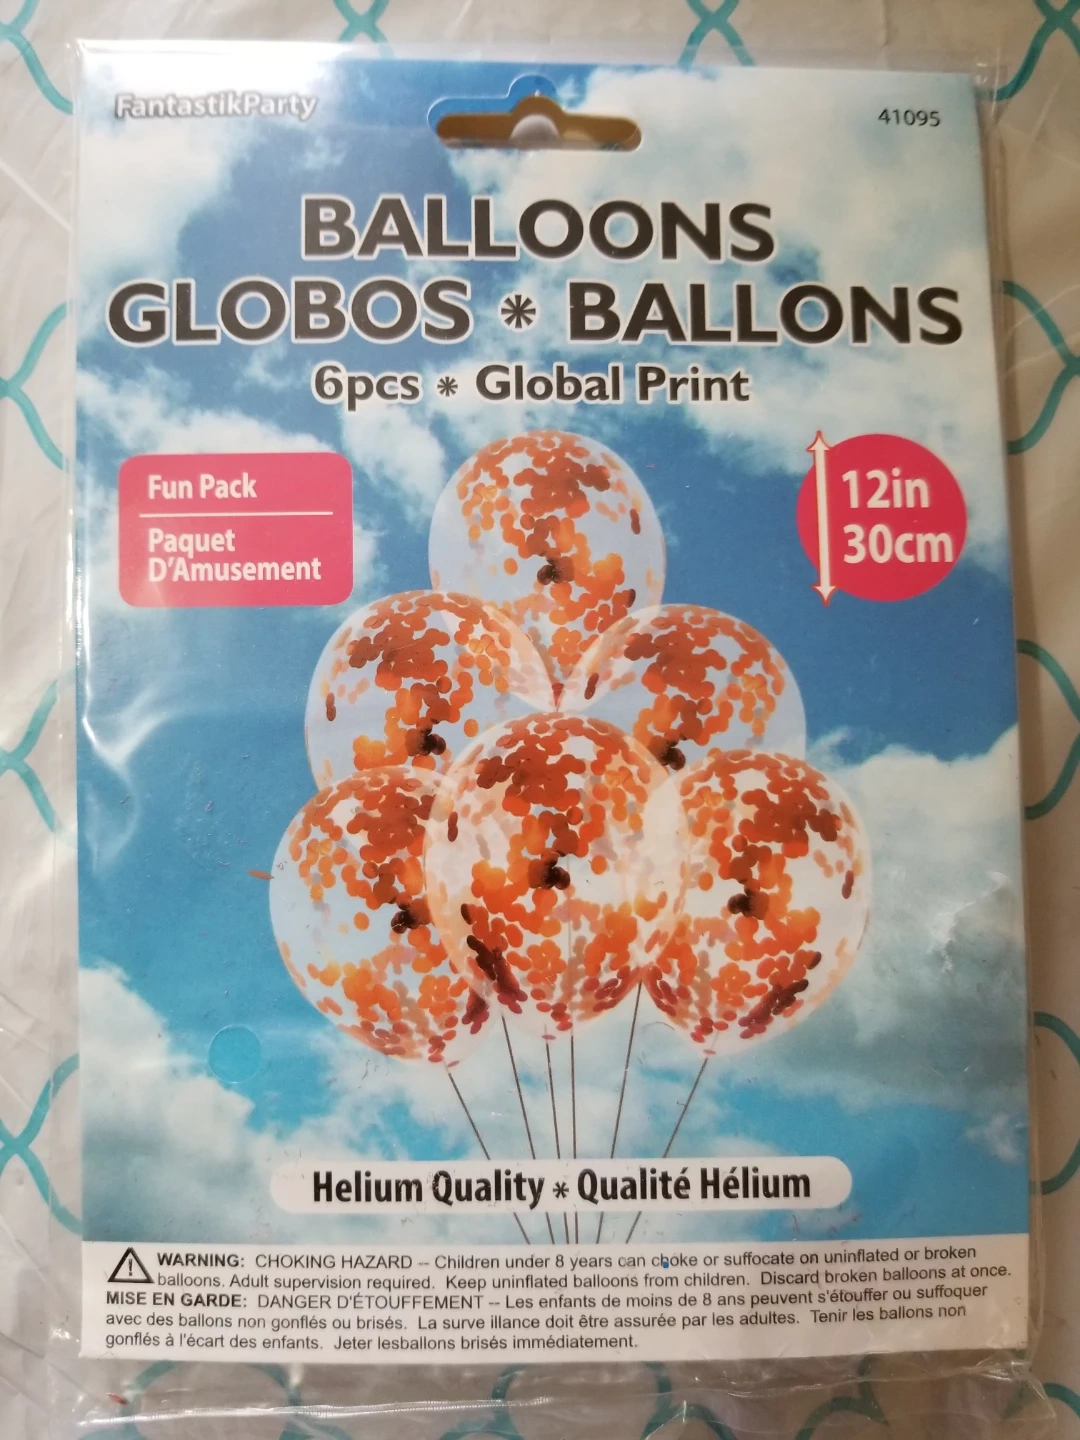 FantastikParty
41095
BALLOONS
GLOBOS * BALLONS
6pcs * Global Print
Fun Pack
Paquet
D'Amusement
12in
30cm
Helium Quality * Qualité Hélium
WARNING: CHOKING HAZARD -- Children under 8 years can choke or suffocate on uninflated or broken
balloons. Adult supervision required. Keep uninflated balloons from children. Discard broken balloons at once.
MISE EN GARDE: DANGER D'ÉTOUFFEMENT -- Les enfants de moins de 8 ans peuvent s'étouffer ou suffoquer
avec des ballons non gonflés ou brisés. La surve illance doit être assurée par les adultes. Tenir les ballons non
gonflés à l'écart des enfants. Jeter lesballons brisés immédiatement.